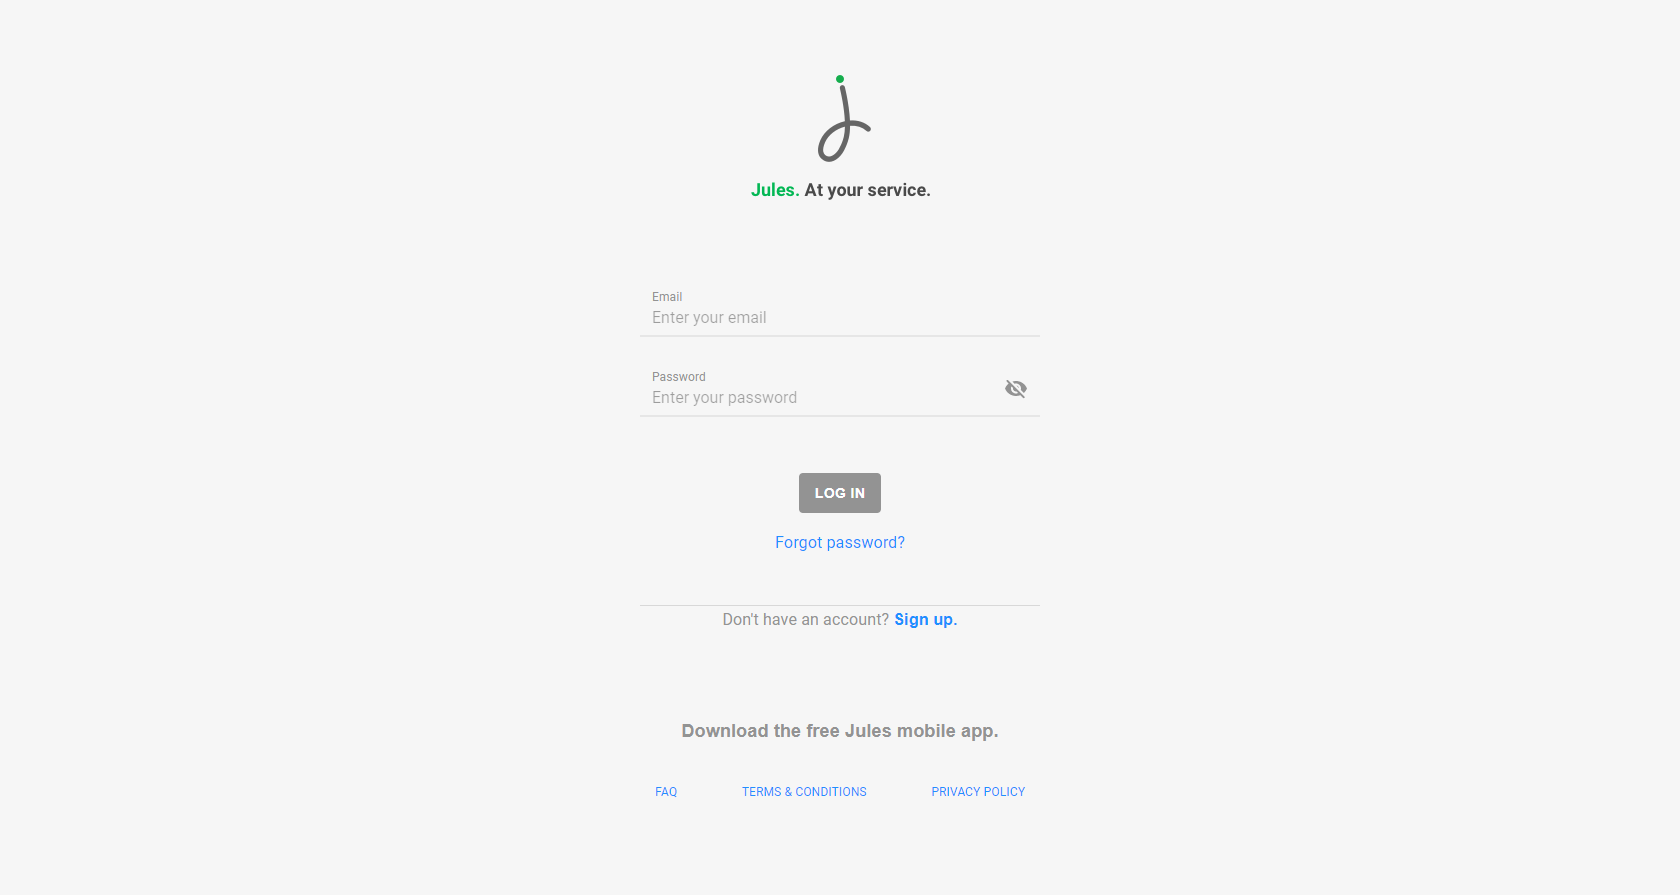 Jules. At your service.
Email
Enter your email
Password
Enter your password
LOG IN
Forgot password?
Don't have an account? Sign up.
Download the free Jules mobile app.
FAQ TERMS & CONDITIONS PRIVACY POLICY